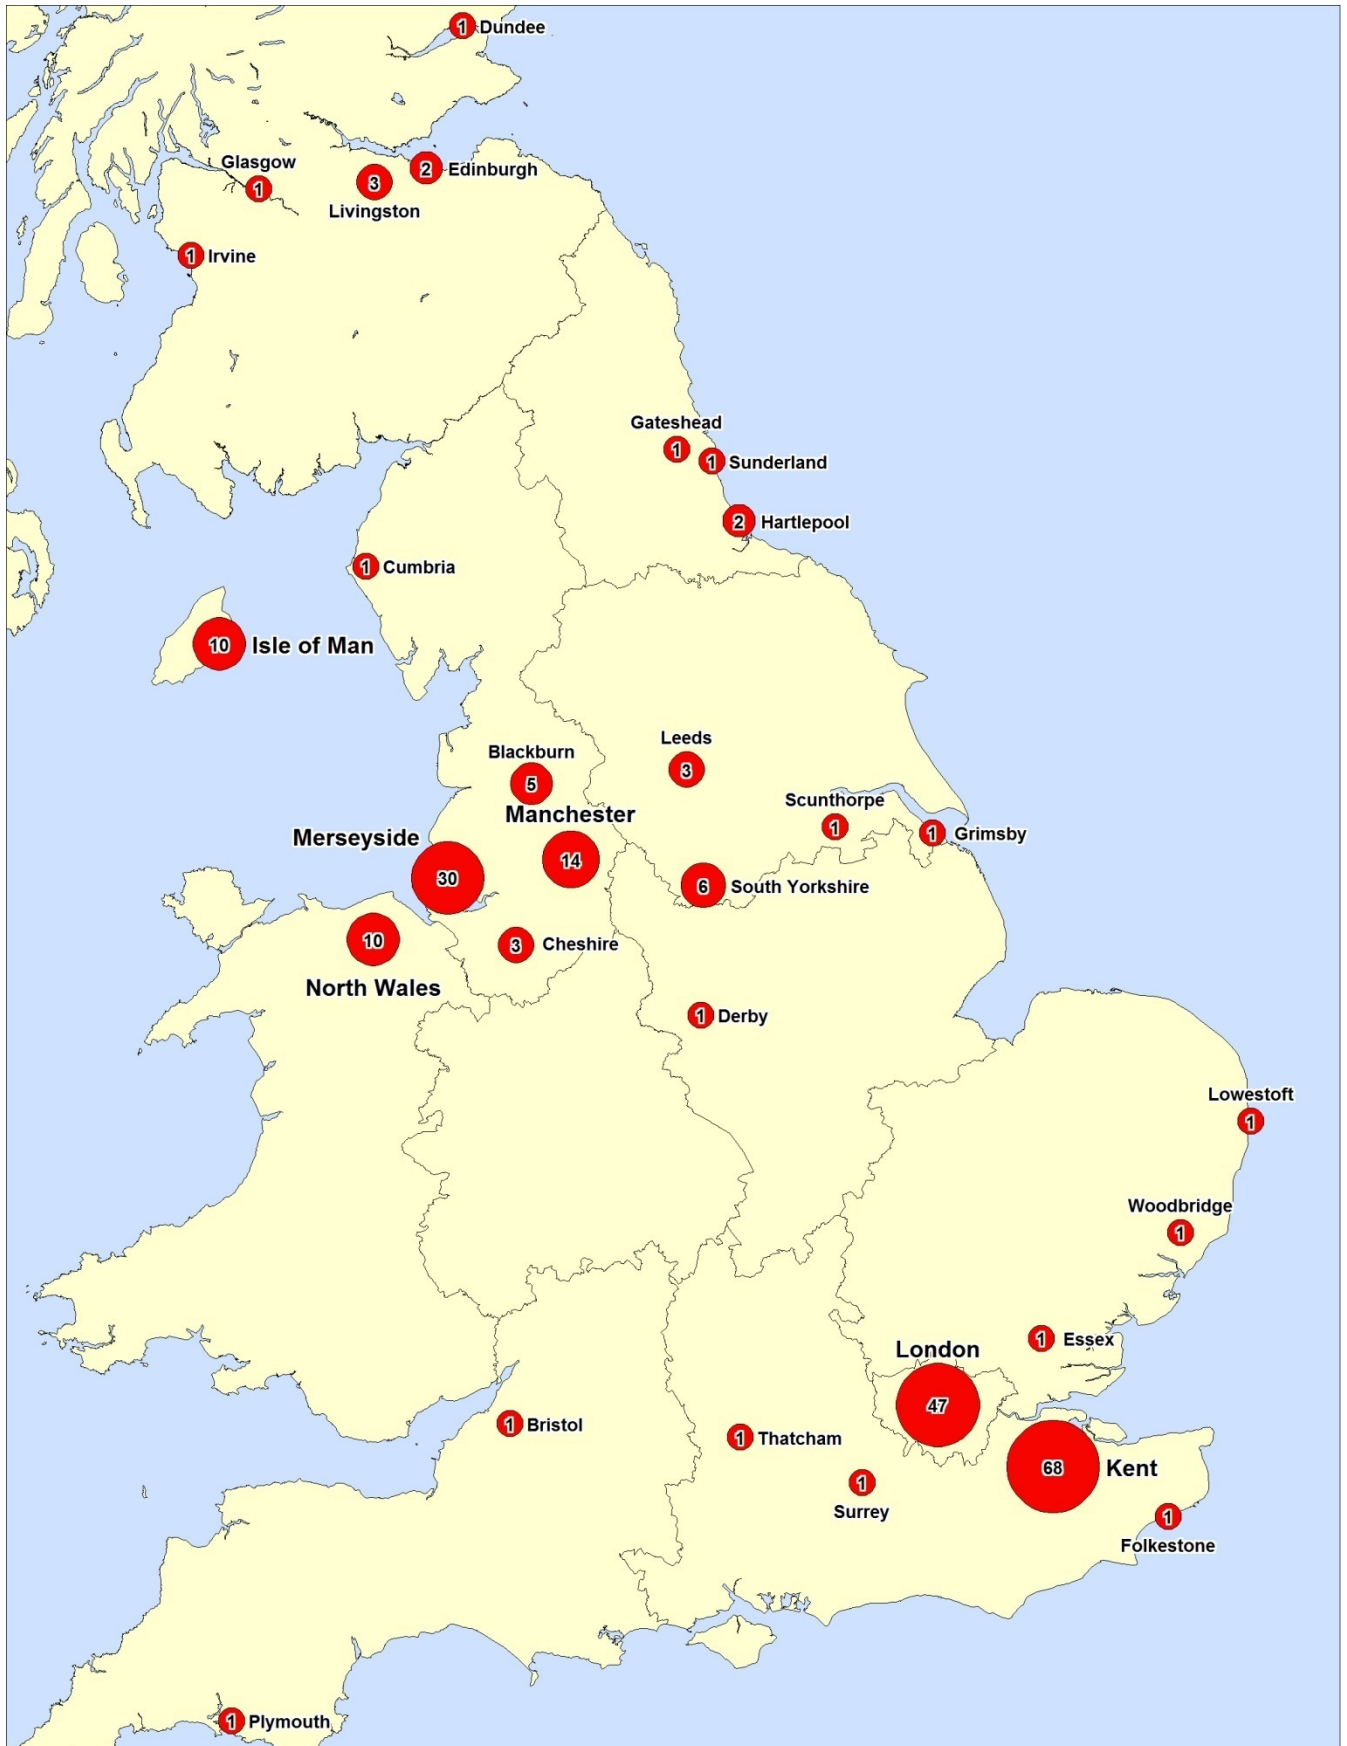 1 Dundee
Glasgow
1
3
Livingston
2 Edinburgh
1 Irvine
Gateshead
1
1 Sunderland
2 Hartlepool
1 Cumbria
10 Isle of Man
Leeds
3
Blackburn
5
Scunthorpe
1
1 Grimsby
Manchester
14
Merseyside
30
6 South Yorkshire
10
North Wales
3 Cheshire
1 Derby
Lowestoft
1
Woodbridge
1
1 Essex
London
47
1 Bristol
1 Thatcham
68 Kent
1
Surrey
1
Folkestone
1 Plymouth